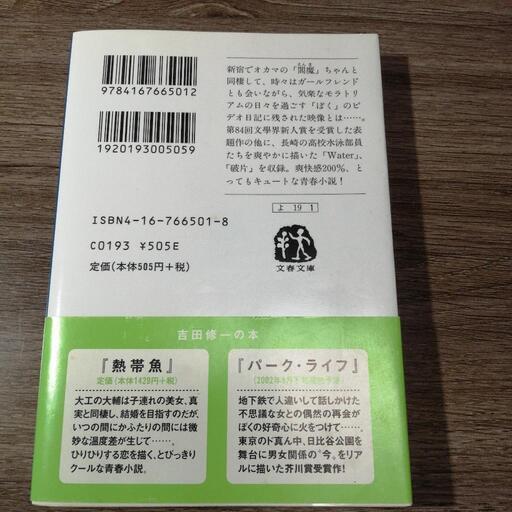 9784167665012
1920193005059
ISBN4-16-766501-8
C0193 ¥505E
定価(本体505円+税)
新宿でオカマの「閻魔」ちゃんと
えんま
同棲して、時々はガールフレンド
とも会いながら、気楽なモラトリ
アムの日々を過ごす「ぼく」のビ
デオ日記に残された映像とは……。
第84回文學界新人賞を受賞した表
題作の他に、長崎の高校水泳部員
たちを爽やかに描いた「Water」、
「破片」を収録。爽快感200%、と
ってもキュートな青春小説!
よ 19 1
文春文庫
吉田修一の本
『熱帯魚』
定価(本体1429円+税)
大工の大輔は子連れの美女、真
実と同棲し、結婚を目指すのだが、
いつの間にかふたりの間には微
妙な温度差が生じて……。
ひりひりする恋を描く、とびっきり
クールな青春小説。
『パーク・ライフ』
地下鉄で人違いして話しかけた
不思議な女との偶然の再会が
ぼくの好奇心に火をつけて……。
東京のド真ん中、日比谷公園を
舞台に男女関係の“今”をリア
ルに描いた芥川賞受賞作!